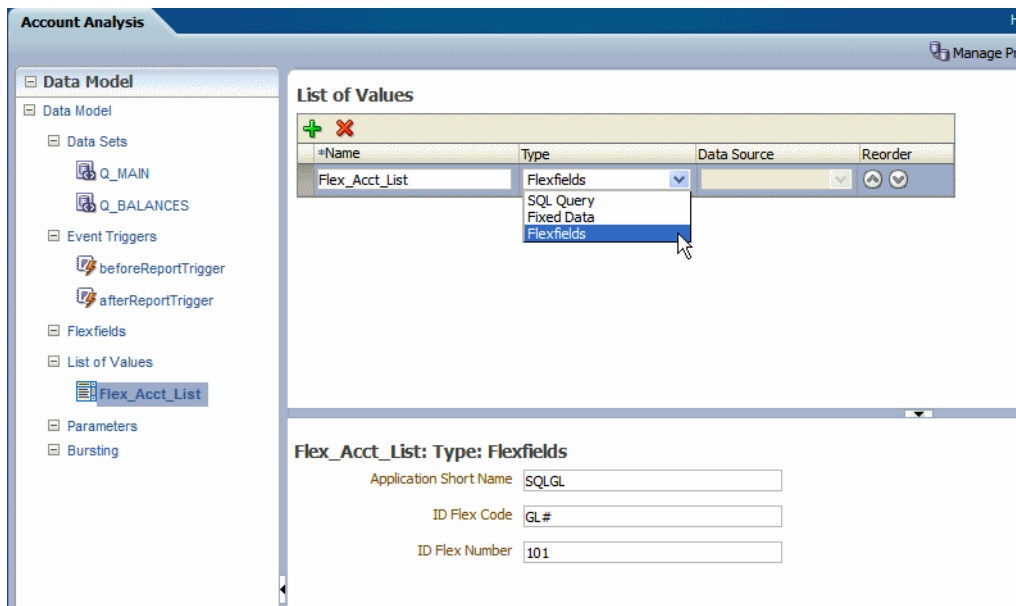 Account Analysis
H
Manage Pr
Data Model
Data Model
Data Sets
Q_MAIN
Q_BALANCES
Event Triggers
beforeReportTrigger
afterReportTrigger
Flexfields
List of Values
Flex_Acct_List
Parameters
Bursting
List of Values
*Name Type Data Source Reorder
Flex_Acct_List Flexfields
SQL Query
Fixed Data
Flexfields
Flex_Acct_List: Type: Flexfields
Application Short Name SQLGL
ID Flex Code GL#
ID Flex Number 101